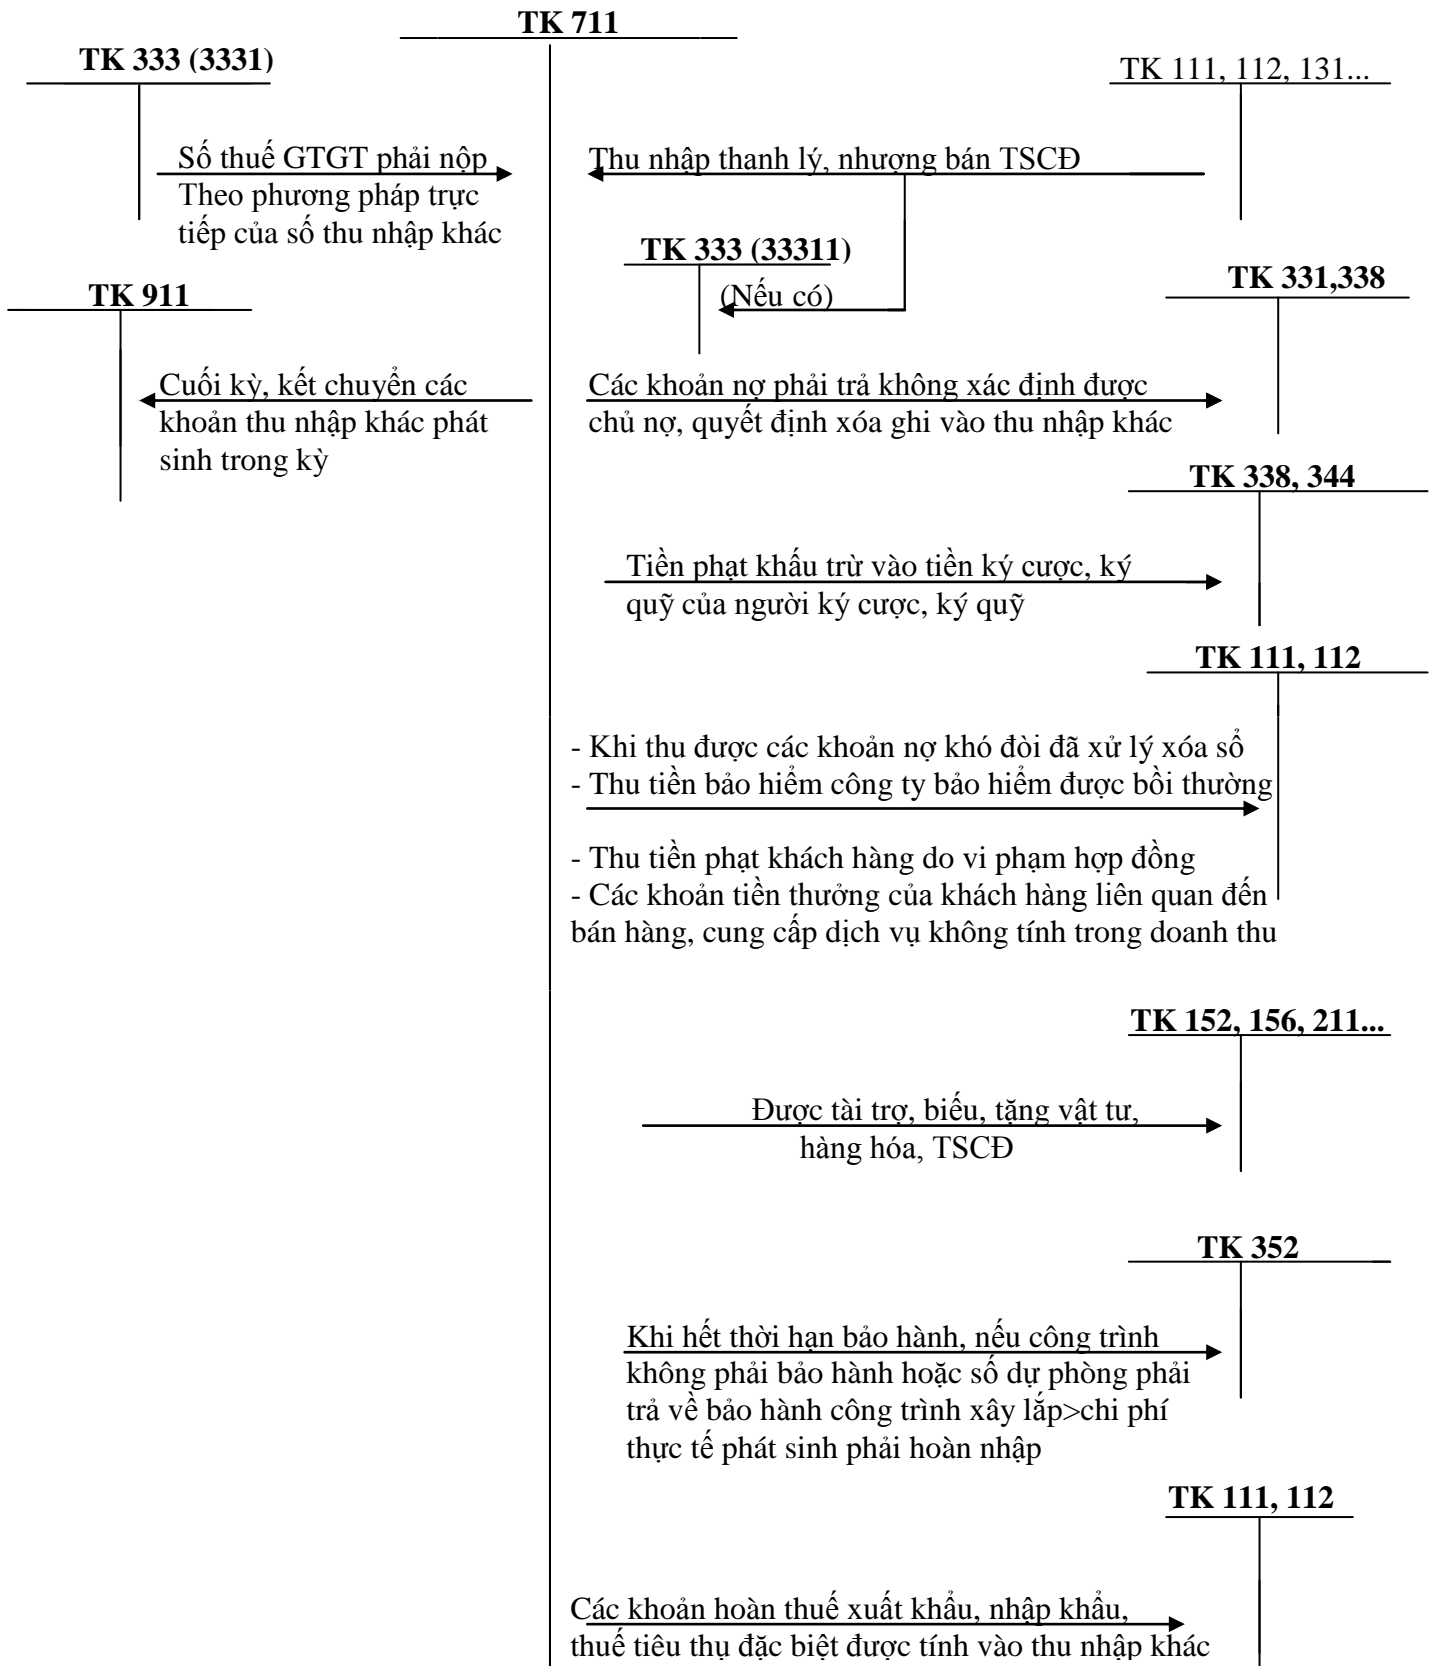 TK 711
TK 333 (3331)
TK 111, 112, 131...
Số thuế GTGT phải nộp
Theo phương pháp trực
tiếp của số thu nhập khác
Thu nhập thanh lý, nhượng bán TSCĐ
TK 333 (33311)
(Nếu có)
TK 331,338
TK 911
Cuối kỳ, kết chuyển các
khoản thu nhập khác phát
sinh trong kỳ
Các khoản nợ phải trả không xác định được
chủ nợ, quyết định xóa ghi vào thu nhập khác
TK 338, 344
Tiền phạt khấu trừ vào tiền ký cược, ký
quỹ của người ký cược, ký quỹ
TK 111, 112
- Khi thu được các khoản nợ khó đòi đã xử lý xóa sổ
- Thu tiền bảo hiểm công ty bảo hiểm được bồi thường
- Thu tiền phạt khách hàng do vi phạm hợp đồng
- Các khoản tiền thưởng của khách hàng liên quan đến
bán hàng, cung cấp dịch vụ không tính trong doanh thu
TK 152, 156, 211...
Được tài trợ, biếu, tặng vật tư,
hàng hóa, TSCĐ
TK 352
Khi hết thời hạn bảo hành, nếu công trình
không phải bảo hành hoặc số dự phòng phải
trả về bảo hành công trình xây lắp>chi phí
thực tế phát sinh phải hoàn nhập
TK 111, 112
Các khoản hoàn thuế xuất khẩu, nhập khẩu,
thuế tiêu thụ đặc biệt được tính vào thu nhập khác